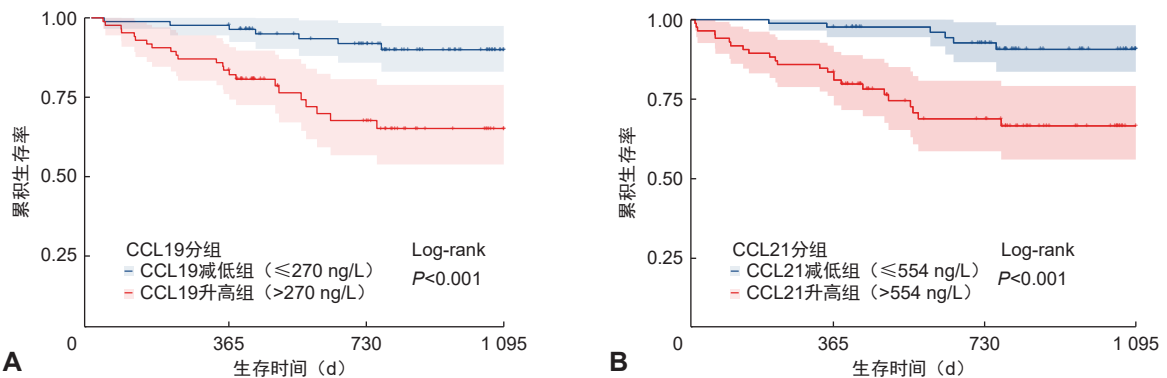 1.00
0.75
0.50
0.25
累积生存率
CCL19分组
CCL19减低组（≤270 ng/L）
CCL19升高组（>270 ng/L）
Log-rank
P<0.001
0
365
730
1 095
生存时间（d）
A
1.00
0.75
0.50
0.25
累积生存率
CCL21分组
CCL21减低组（≤554 ng/L）
CCL21升高组（>554 ng/L）
Log-rank
P<0.001
0
365
730
1 095
生存时间（d）
B